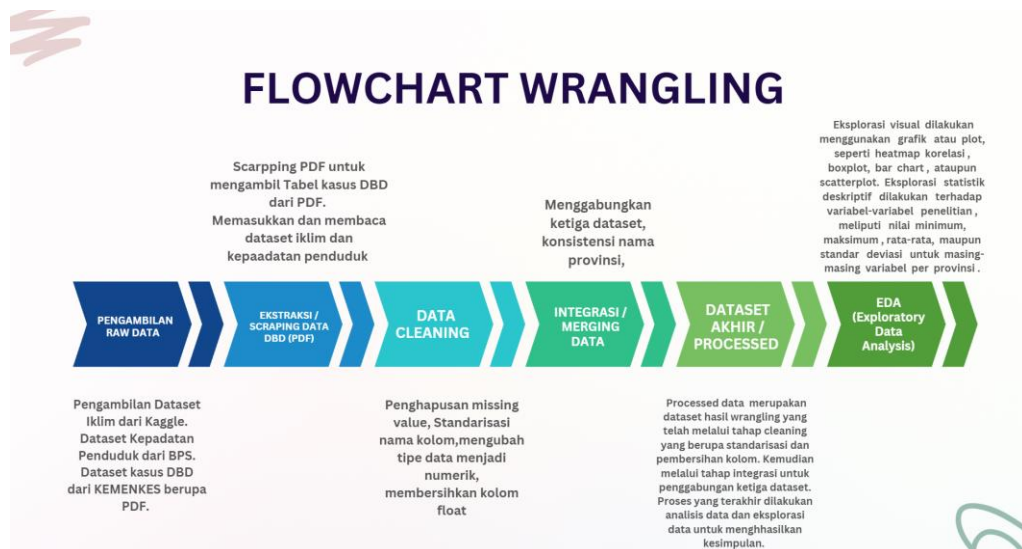 FLOWCHART WRANGLING
Scarpping PDF untuk
mengambil Tabel kasus DBD
dari PDF.
Memasukkan dan membaca
dataset iklim dan
kepaadatan penduduk
Menggabungkan
ketiga dataset,
konsistensi nama
provinsi,
Eksplorasi visual dilakukan
menggunakan grafik atau plot,
seperti heatmap korelasi ,
boxplot, bar chart , ataupun
scatterplot. Eksplorasi statistik
deskriptif dilakukan terhadap
variabel-variabel penelitian ,
meliputi nilai minimum,
maksimum , rata-rata, maupun
standar deviasi untuk masing-
masing variabel per provinsi .
PENGAMBILAN
RAW DATA
EKSTRAKSI /
SCRAPING DATA
DBD (PDF)
DATA
CLEANING
INTEGRASI /
MERGING
DATA
DATASET
AKHIR /
PROCESSED
EDA
(Exploratory
Data
Analysis)
Pengambilan Dataset
Iklim dari Kaggle.
Dataset Kepadatan
Penduduk dari BPS.
Dataset kasus DBD
dari KEMENKES berupa
PDF.
Penghapusan missing
value, Standarisasi
nama kolom,mengubah
tipe data menjadi
numerik,
membersihkan kolom
float
Processed data merupakan
dataset hasil wrangling yang
telah melalui tahap cleaning
yang berupa standarisasi dan
pembersihan kolom. Kemudian
melalui tahap integrasi untuk
penggabungan ketiga dataset.
Proses yang terakhir dilakukan
analisis data dan eksplorasi
data untuk menghhasilkan
kesimpulan.